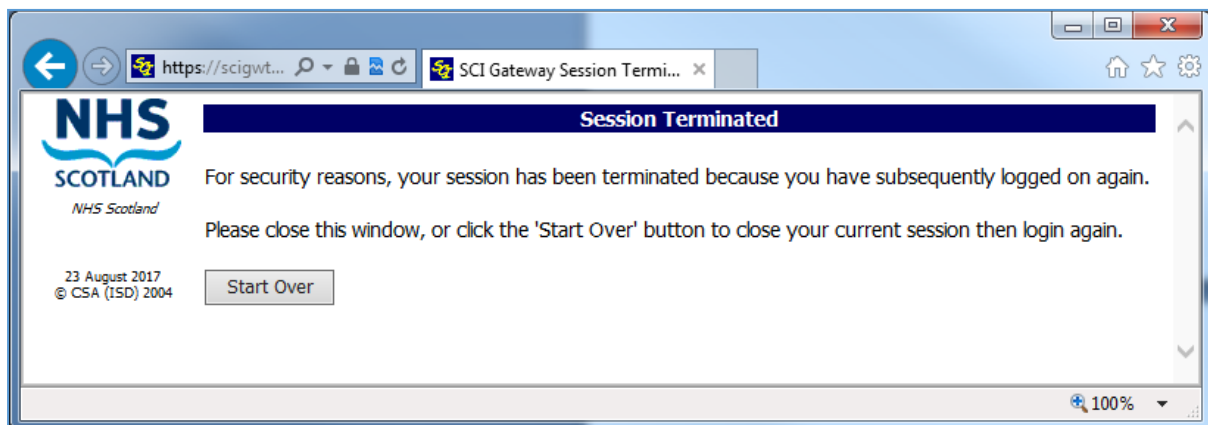 https://scigwt...
SCI Gateway Session Termi...
NHS
SCOTLAND
NHS Scotland
23 August 2017
© CSA (ISD) 2004
Session Terminated
For security reasons, your session has been terminated because you have subsequently logged on again.
Please close this window, or click the 'Start Over' button to close your current session then login again.
Start Over
100%